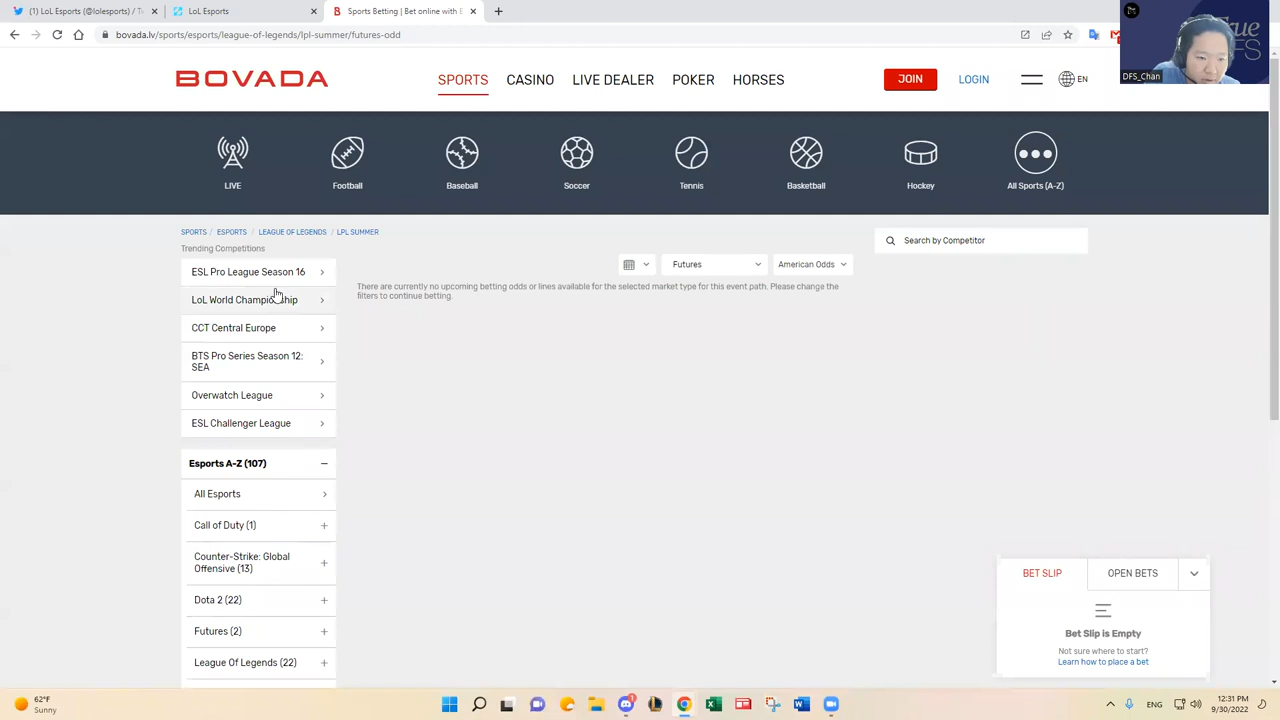 (1) LoL Esports (@lolesports) / Tw
LoL Esports
Sports Betting | Bet online with E
bovada.lv/sports/esports/league-of-legends/lpl-summer/futures-odd
DFS_Chan
BOVADA
SPORTS CASINO LIVE DEALER POKER HORSES
JOIN LOGIN EN
LIVE Football Baseball Soccer Tennis Basketball Hockey All Sports (A-Z)
SPORTS / ESPORTS / LEAGUE OF LEGENDS / LPL SUMMER
Trending Competitions
Search by Competitor
Futures American Odds
There are currently no upcoming betting odds or lines available for the selected market type for this event path. Please change the
filters to continue betting.
ESL Pro League Season 16
LoL World Championship
CCT Central Europe
BTS Pro Series Season 12:
SEA
Overwatch League
ESL Challenger League
Esports A-Z (107)
All Esports
Call of Duty (1)
Counter-Strike: Global
Offensive (13)
Dota 2 (22)
Futures (2)
League Of Legends (22)
BET SLIP OPEN BETS
Bet Slip is Empty
Not sure where to start?
Learn how to place a bet
62°F
Sunny
ENG
12:31 PM
9/30/2022